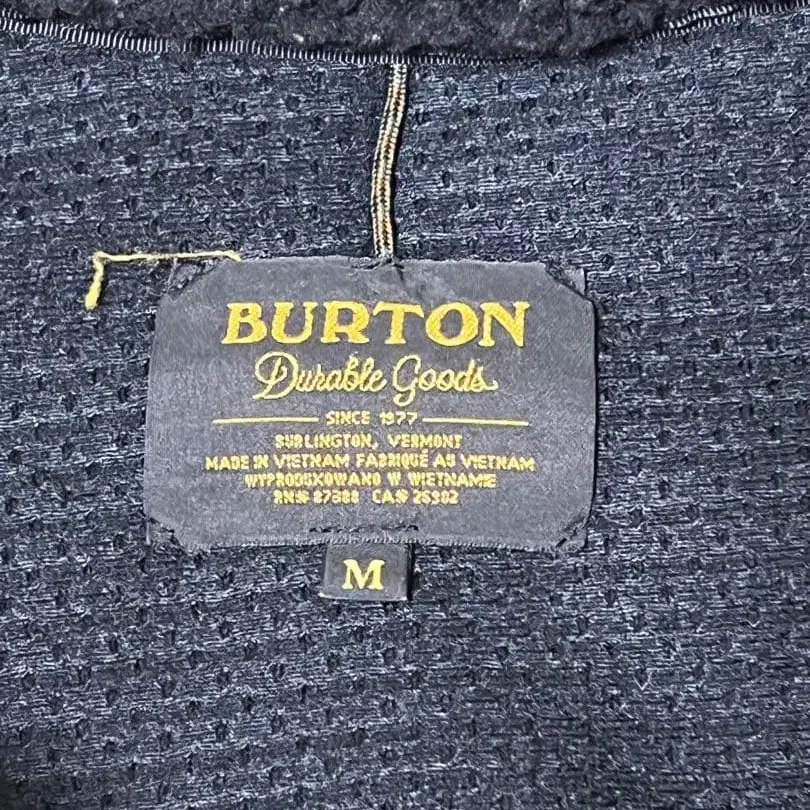 BURTON
Durable Goods
SINCE 1977
BURLINGTON, VERMONT
MADE IN VIETNAM FABRIQUÉ AU VIETNAM
WYPRODUKOWANO W WIETNAMIE
RN# 87388 CA# 26302
M